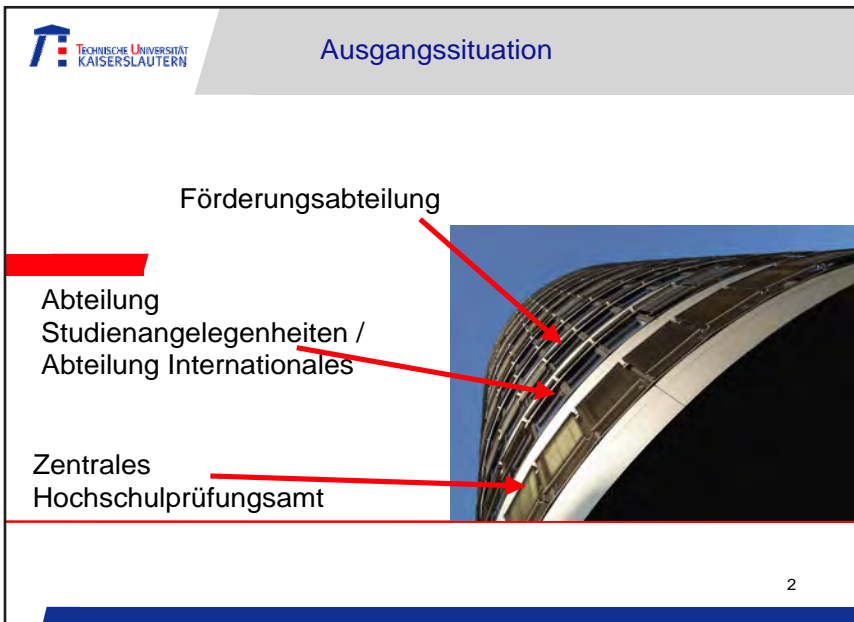 TECHNISCHE UNIVERSITÄT
KAISERSLAUTERN
Ausgangssituation
Förderungsabteilung
Abteilung
Studienangelegenheiten /
Abteilung Internationales
Zentrales
Hochschulprüfungsamt
2